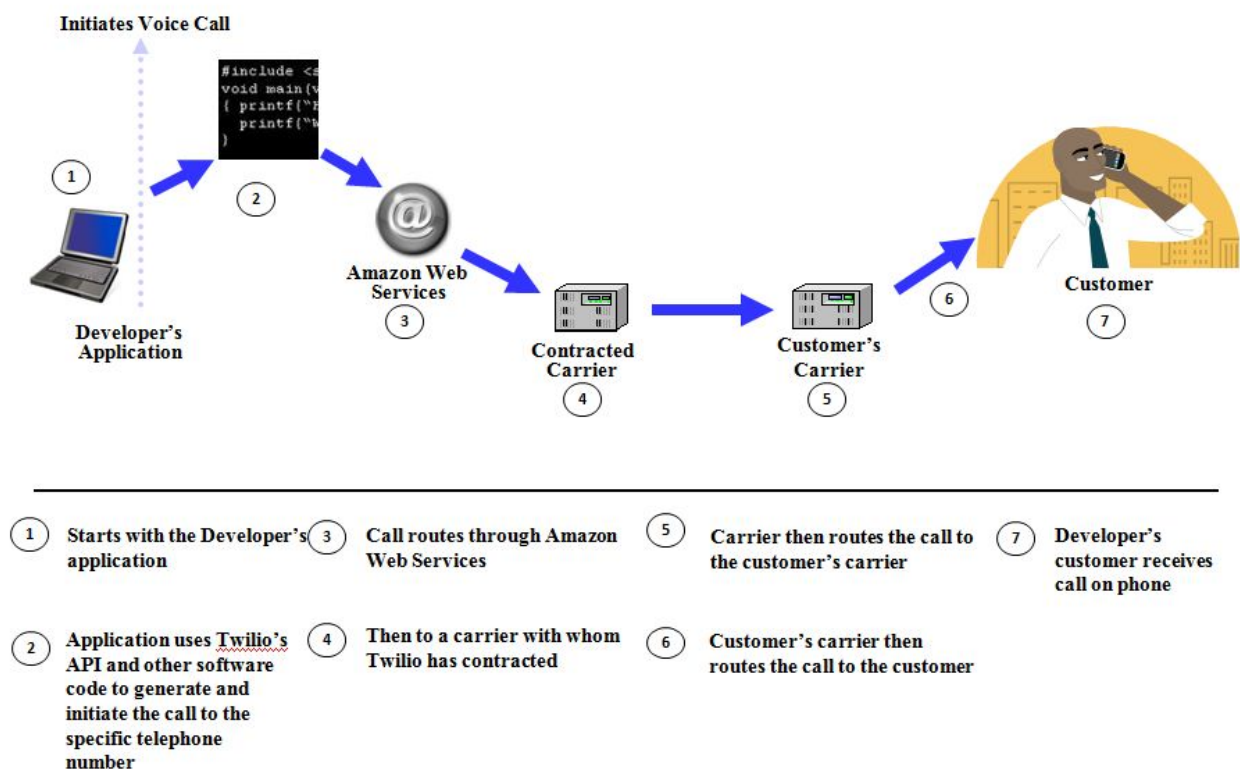 Initiates Voice Call
#include <s
void main(v
{ printf("H
printf("W
}
1
2
@
Amazon Web
Services
3
Developer's
Application
Contracted
Carrier
4
Customer's
Carrier
5
6
Customer
7
1
Starts with the Developer's
application
2
Application uses Twilio's
API and other software
code to generate and
initiate the call to the
specific telephone
number
3
Call routes through Amazon
Web Services
4
Then to a carrier with whom
Twilio has contracted
5
Carrier then routes the call to
the customer's carrier
6
Customer's carrier then
routes the call to the customer
7
Developer's
customer receives
call on phone